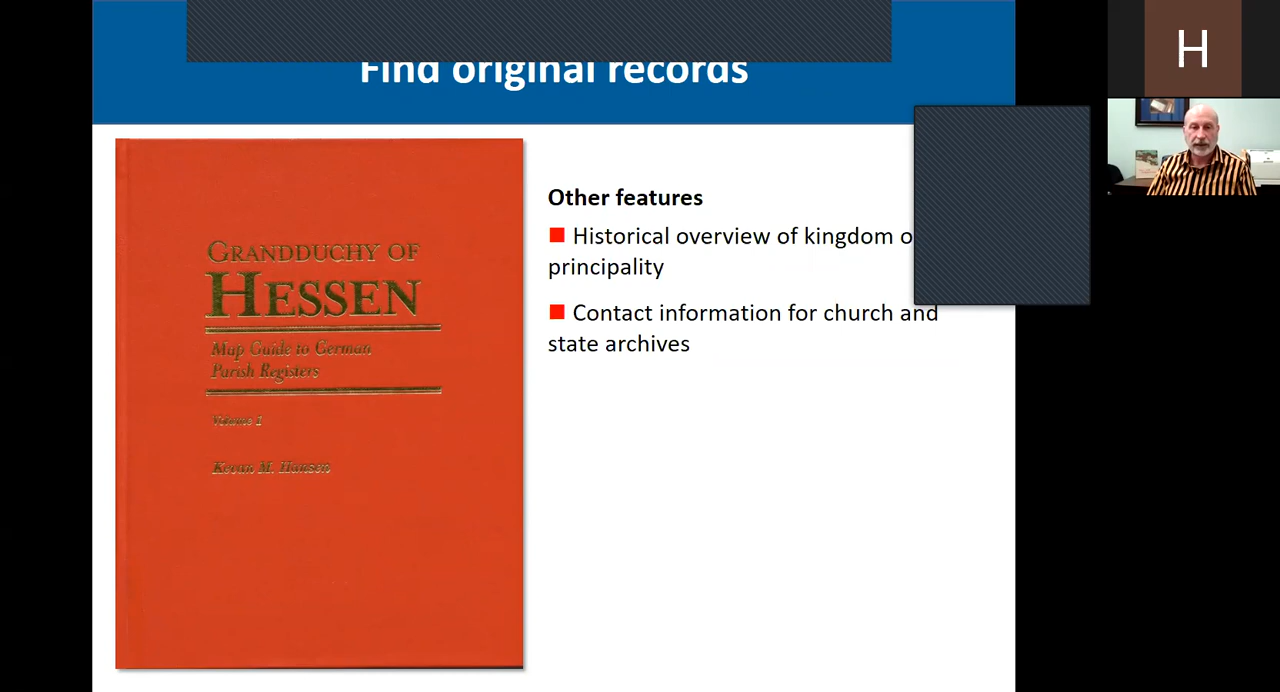 Find original records
H
GRANDDUCHY OF
HESSEN
Map Guide to German
Parish Registers
Volume 1
Kevan M. Hansen
Other features
Historical overview of kingdom o
principality
Contact information for church and
state archives